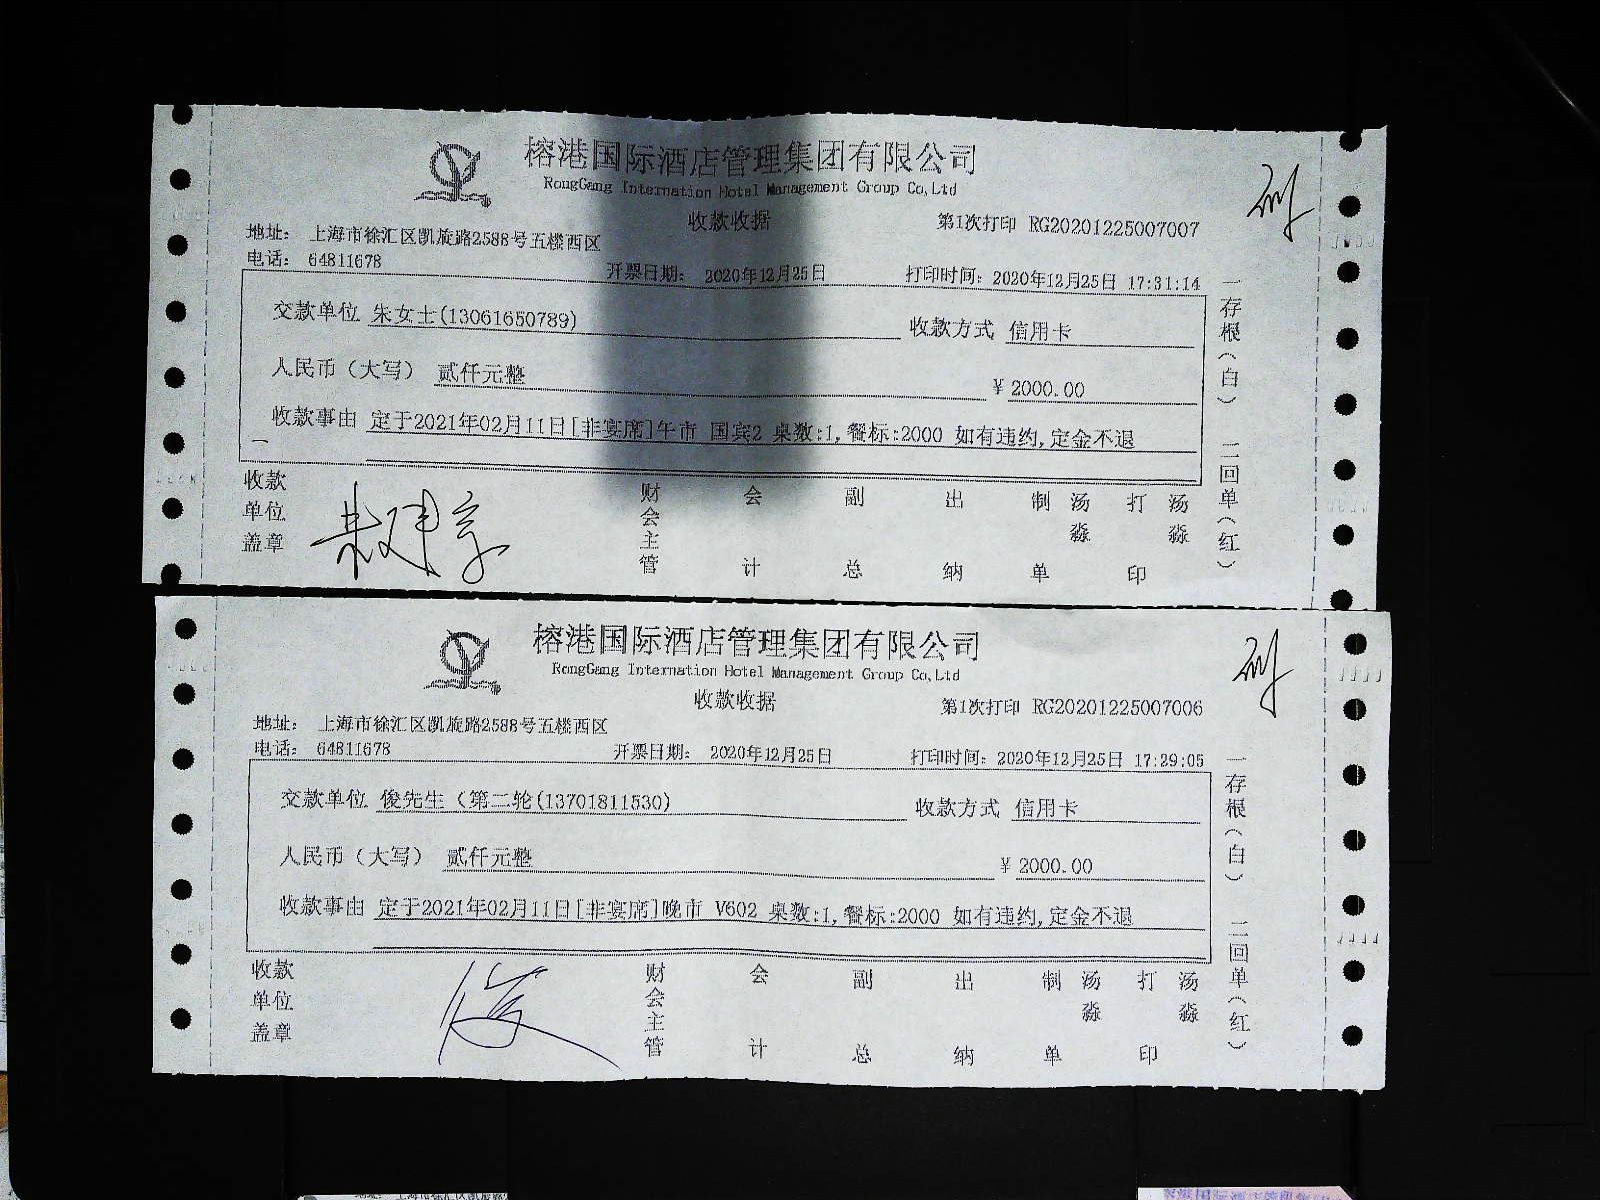 榕港国际酒店管理集团有限公司
RongGang Internation Hotel Management Group Co,Ltd
收款收据
第1次打印 RG20201225007007
地址： 上海市徐汇区凯旋路2588号五楼西区
电话： 64811678
开票日期： 2020年12月25日
打印时间：2020年12月25日 17:31:14
交款单位 朱女士(13061650789)
收款方式 信用卡
人民币（大写） 贰仟元整
￥ 2000.00
收款事由 定于2021年02月11日[非宴席]午市 国宾2 桌数:1,餐标:2000 如有违约,定金不退
收款单位盖章
财会主管
会计
副总
出纳
制单
汤淼
打印
汤淼
一存根(白) 二回单(红)
榕港国际酒店管理集团有限公司
RongGang Internation Hotel Management Group Co,Ltd
收款收据
第1次打印 RG20201225007006
地址： 上海市徐汇区凯旋路2588号五楼西区
电话： 64811678
开票日期： 2020年12月25日
打印时间：2020年12月25日 17:29:05
交款单位 俊先生（第二轮(13701811530)
收款方式 信用卡
人民币（大写） 贰仟元整
￥ 2000.00
收款事由 定于2021年02月11日[非宴席]晚市 V602 桌数:1,餐标:2000 如有违约,定金不退
收款单位盖章
财会主管
会计
副总
出纳
制单
汤淼
打印
汤淼
一存根(白) 二回单(红)